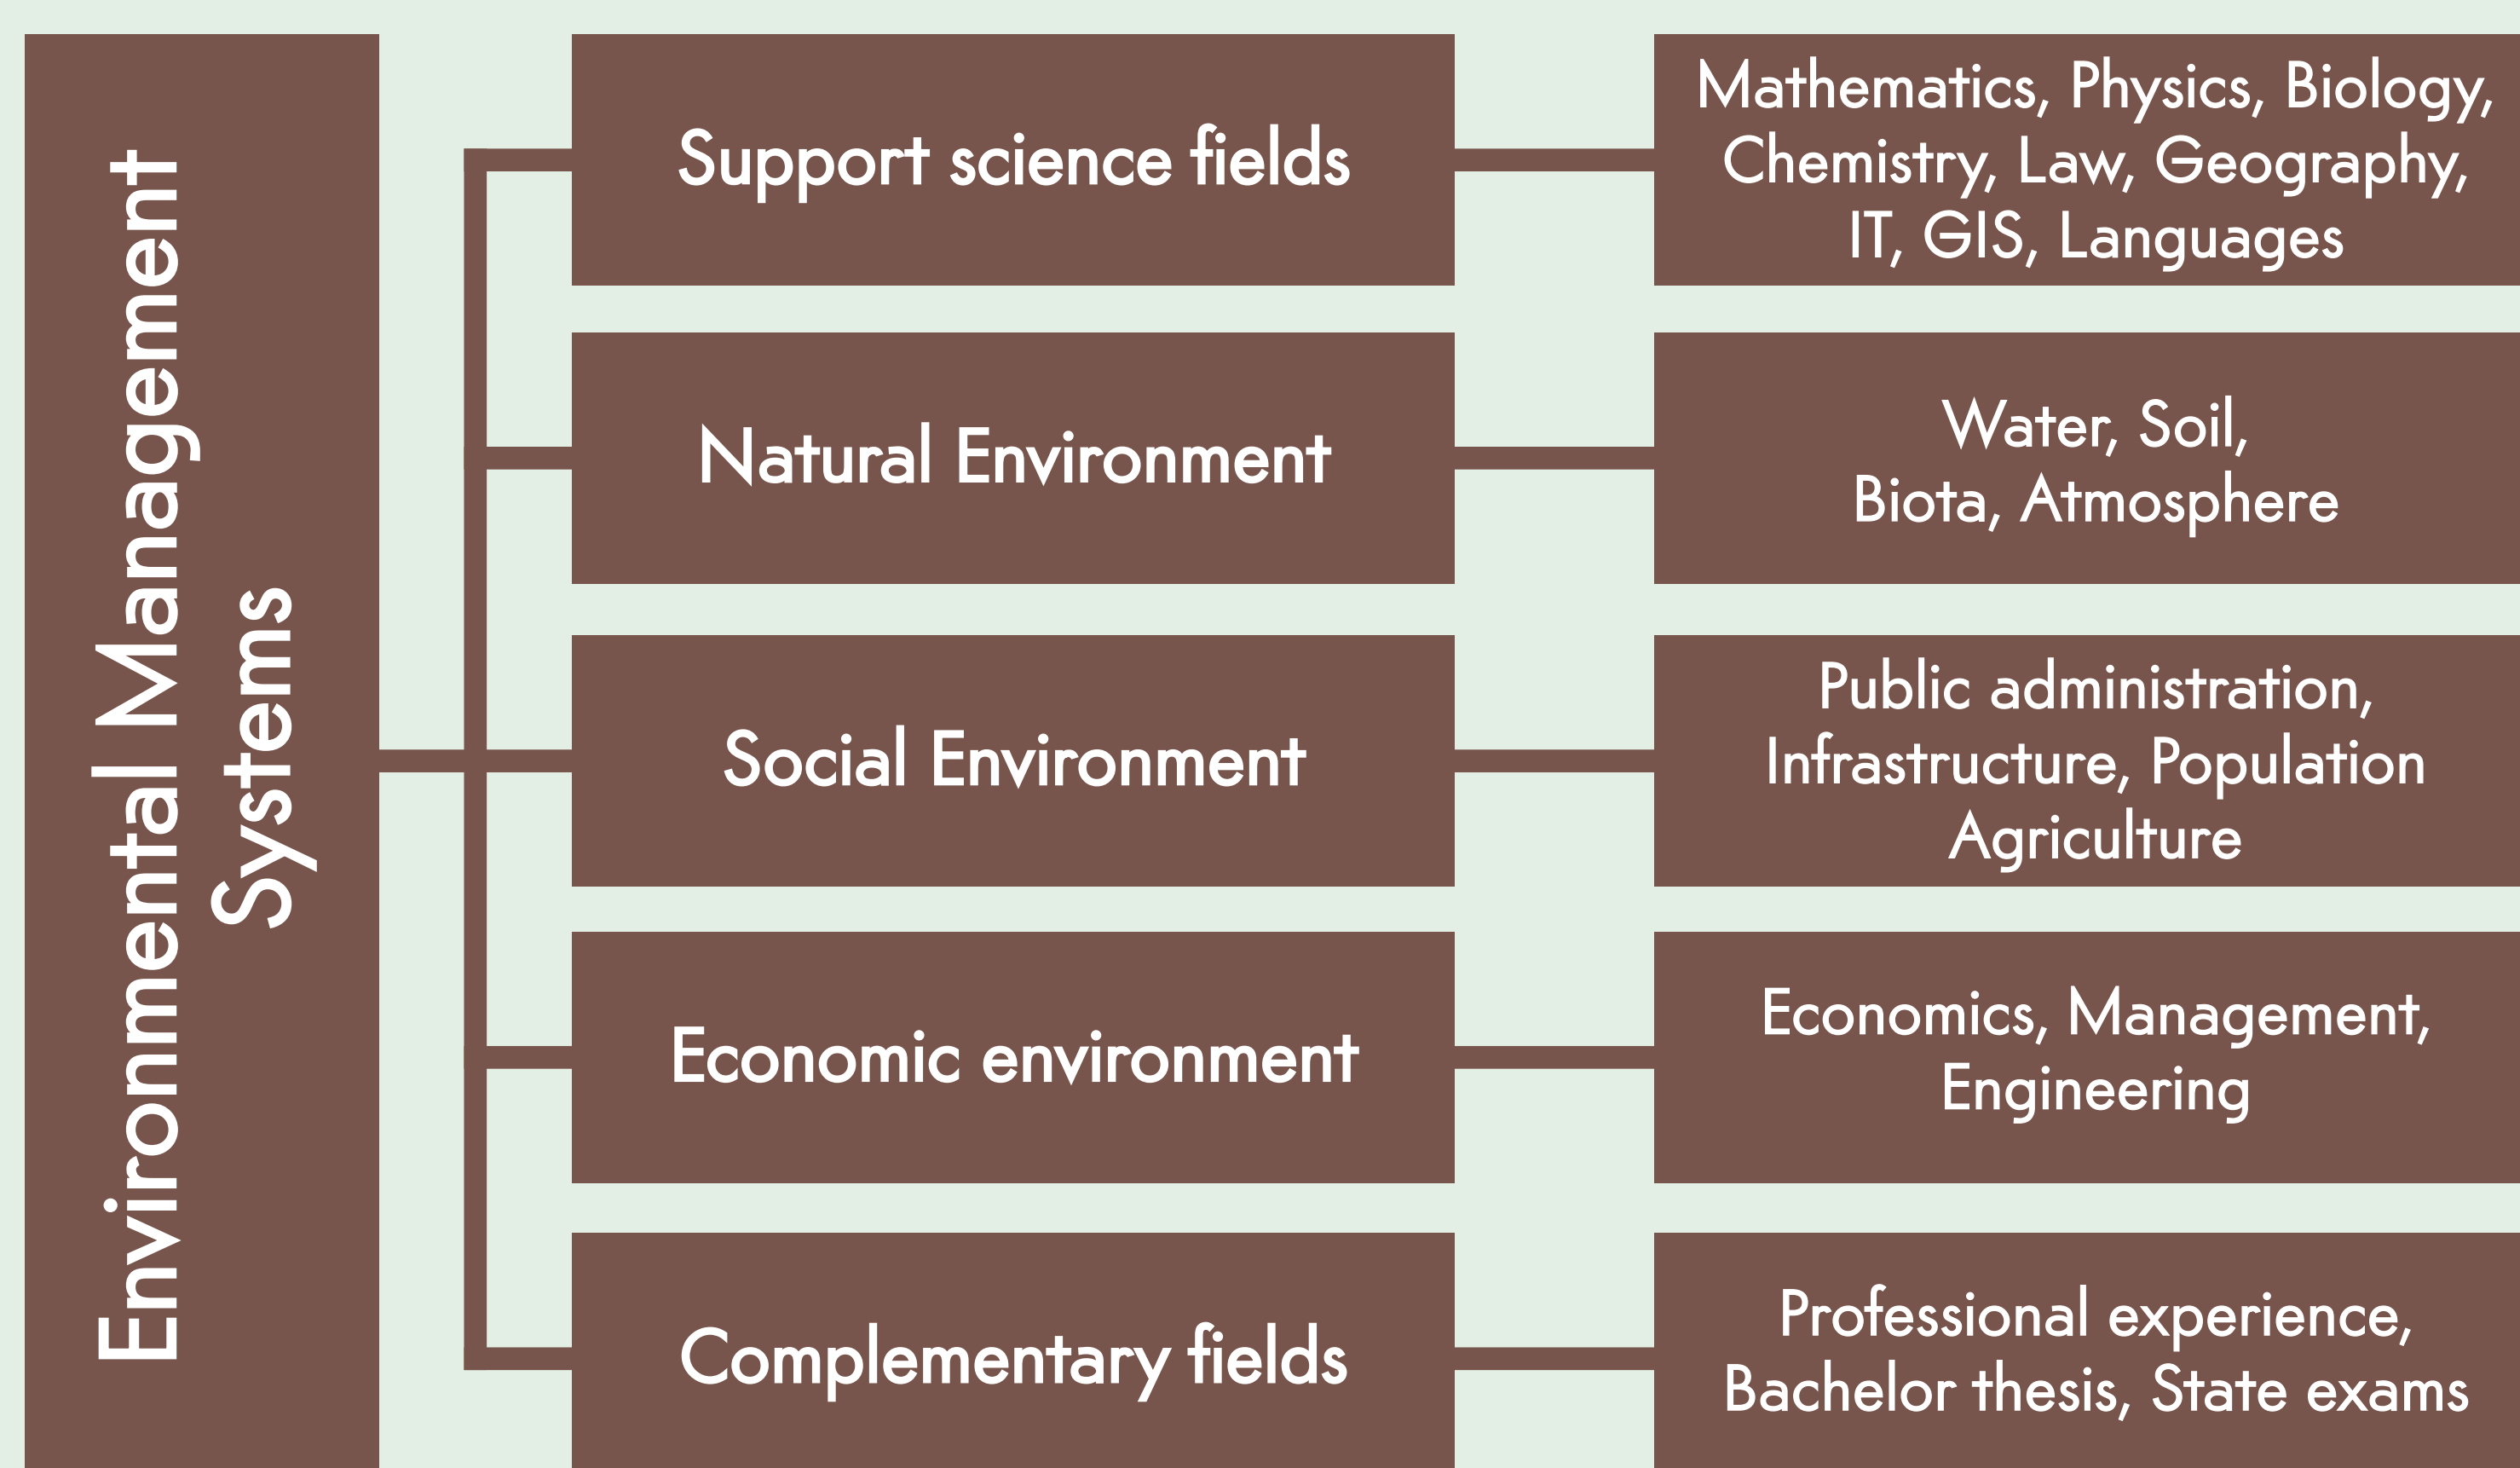 Environmental Management
Systems
Support science fields
Mathematics, Physics, Biology,
Chemistry, Law, Geography,
IT, GIS, Languages
Natural Environment
Water, Soil,
Biota, Atmosphere
Social Environment
Public administration,
Infrastructure, Population
Agriculture
Economic environment
Economics, Management,
Engineering
Complementary fields
Professional experience,
Bachelor thesis, State exams